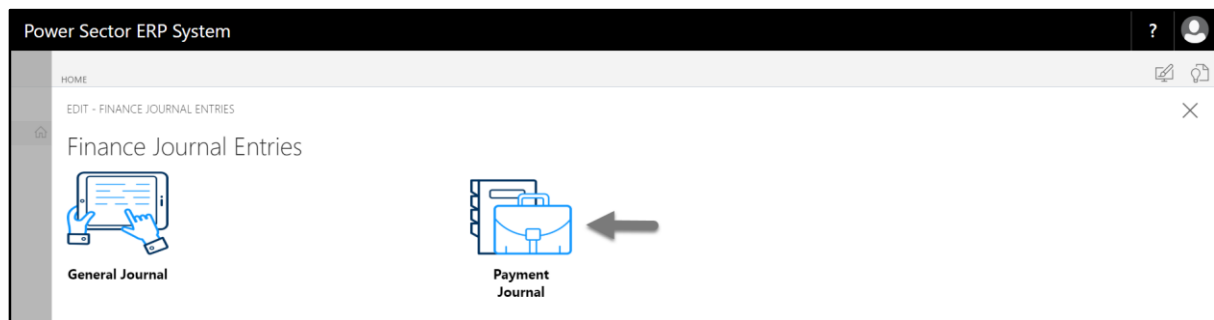 Power Sector ERP System
?
HOME
EDIT - FINANCE JOURNAL ENTRIES
Finance Journal Entries
General Journal
Payment
Journal